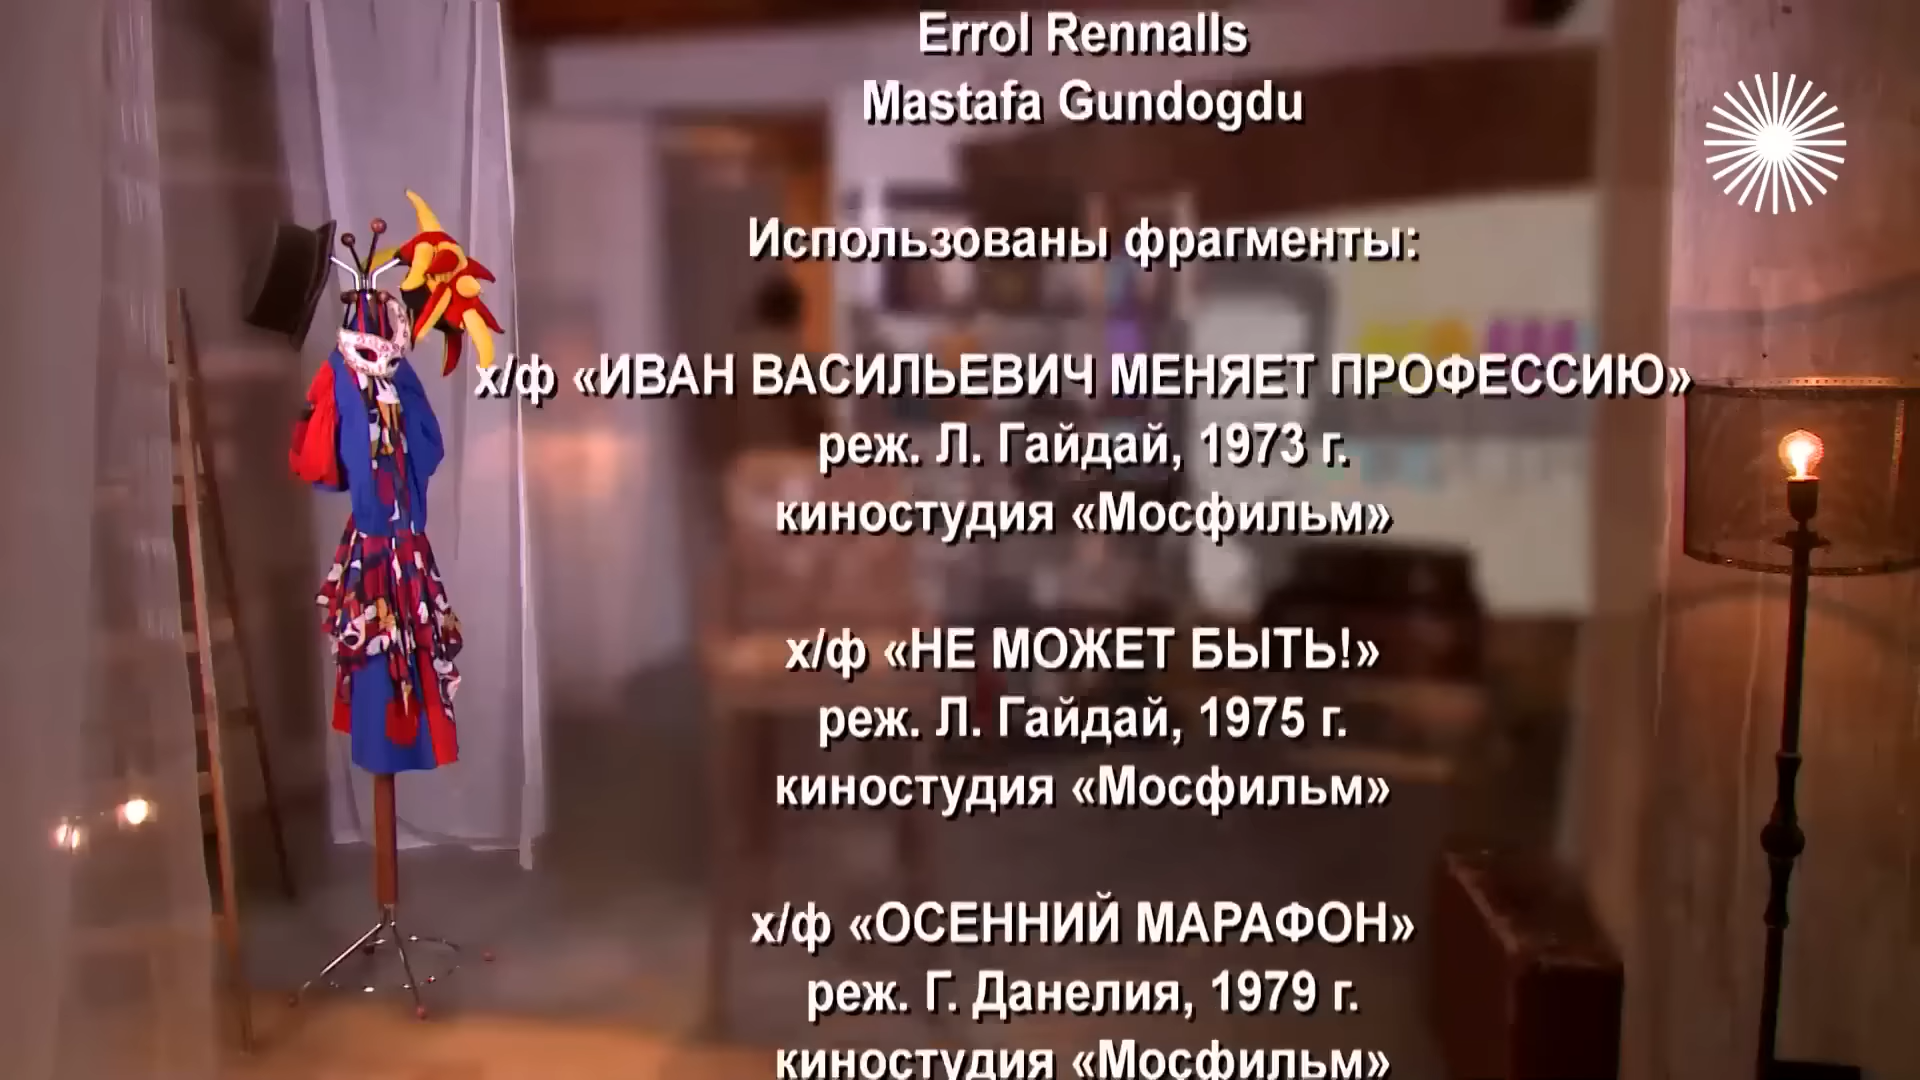 Errol Rennalls
Mastafa Gundogdu
Использованы фрагменты:
х/ф «ИВАН ВАСИЛЬЕВИЧ МЕНЯЕТ ПРОФЕССИЮ»
реж. Л. Гайдай, 1973 г.
киностудия «Мосфильм»
х/ф «НЕ МОЖЕТ БЫТЬ!»
реж. Л. Гайдай, 1975 г.
киностудия «Мосфильм»
х/ф «ОСЕННИЙ МАРАФОН»
реж. Г. Данелия, 1979 г.
киностудия «Мосфильм»